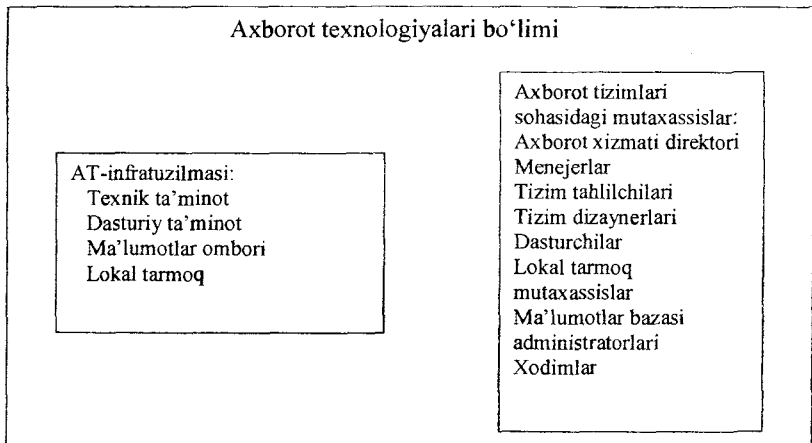 Axborot texnologiyalari bo‘limi
AT-infratuzilmasi:
Texnik ta’minot
Dasturiy ta’minot
Ma’lumotlar ombori
Lokal tarmoq
Axborot tizimlari
sohasidagi mutaxassislar:
Axborot xizmati direktori
Menejerlar
Tizim tahlilchilari
Tizim dizaynerlari
Dasturchilar
Lokal tarmoq
mutaxassislar
Ma’lumotlar bazasi
administratorlari
Xodimlar